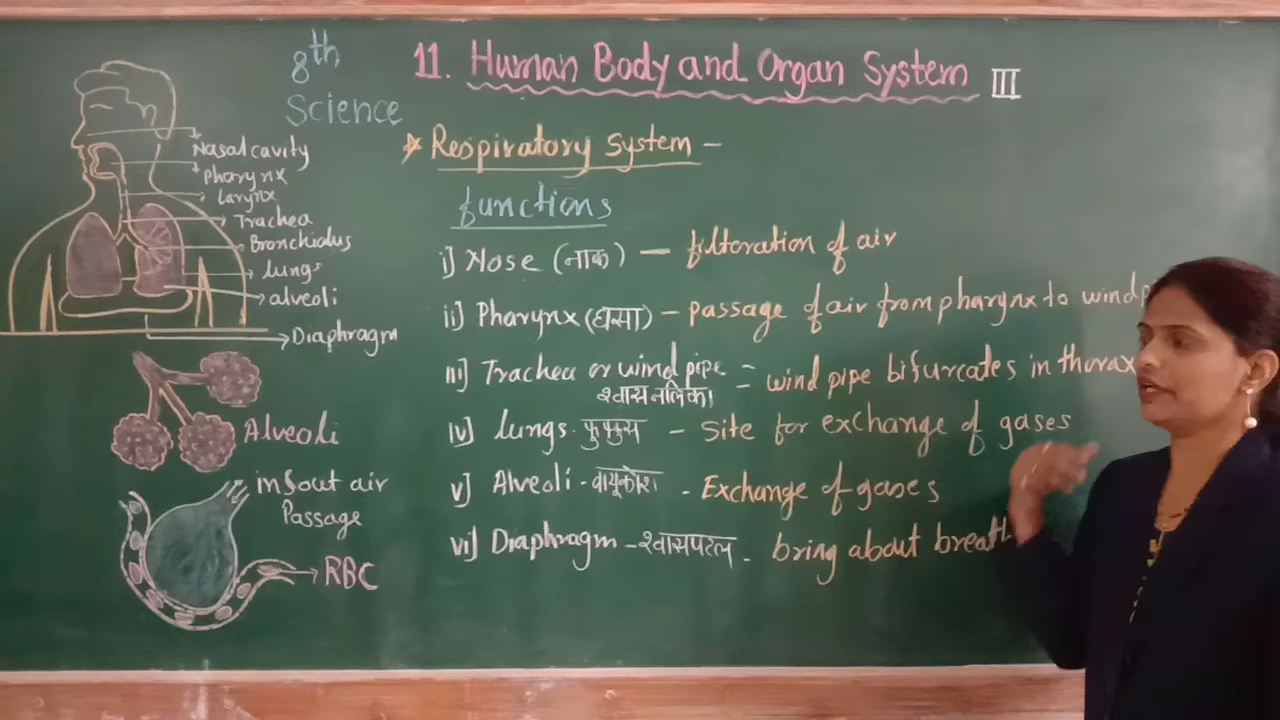 8th
Science
11. Human Body and Organ System III
Nasal cavity
Pharynx
Larynx
Trachea
Bronchiolus
lungs
alveoli
Diaphragm
Alveoli
in & out air
Passage
RBC
* Respiratory System -
functions
i) Nose (नाक) - filteration of air
ii) Pharynx (घसा) - passage of air from pharynx to
iii) Trachea or wind pipe = wind pipe bifurcates in thorax
श्वास नलिका
iv) lungs. फुफ्फुस - Site for exchange of gases
v) Alveoli - वायूकोश - Exchange of gases
vi) Diaphragm - श्वासपटल - bring about